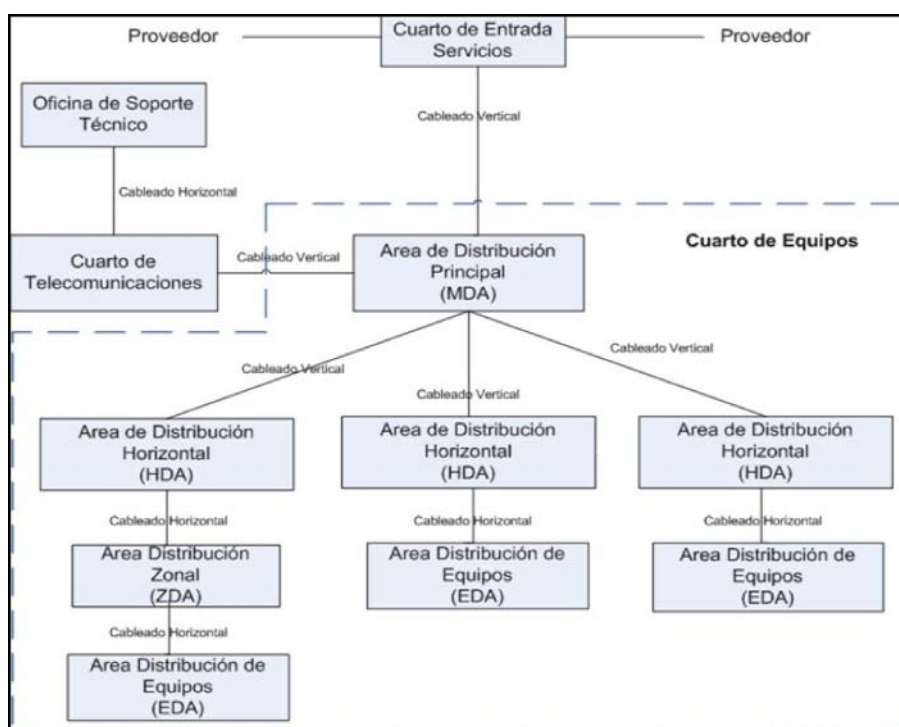 Proveedor
Cuarto de Entrada
Servicios
Proveedor
Cableado Vertical
Oficina de Soporte
Técnico
Cableado Horizontal
Cuarto de Equipos
Cuarto de
Telecomunicaciones
Cableado Vertical
Area de Distribución
Principal
(MDA)
Cableado Vertical
Cableado Vertical
Cableado Vertical
Area de Distribución
Horizontal
(HDA)
Area de Distribución
Horizontal
(HDA)
Area de Distribución
Horizontal
(HDA)
Cableado Horizontal
Cableado Horizontal
Cableado Horizontal
Area Distribución
Zonal
(ZDA)
Area Distribución de
Equipos
(EDA)
Area Distribución de
Equipos
(EDA)
Cableado Horizontal
Area Distribución de
Equipos
(EDA)